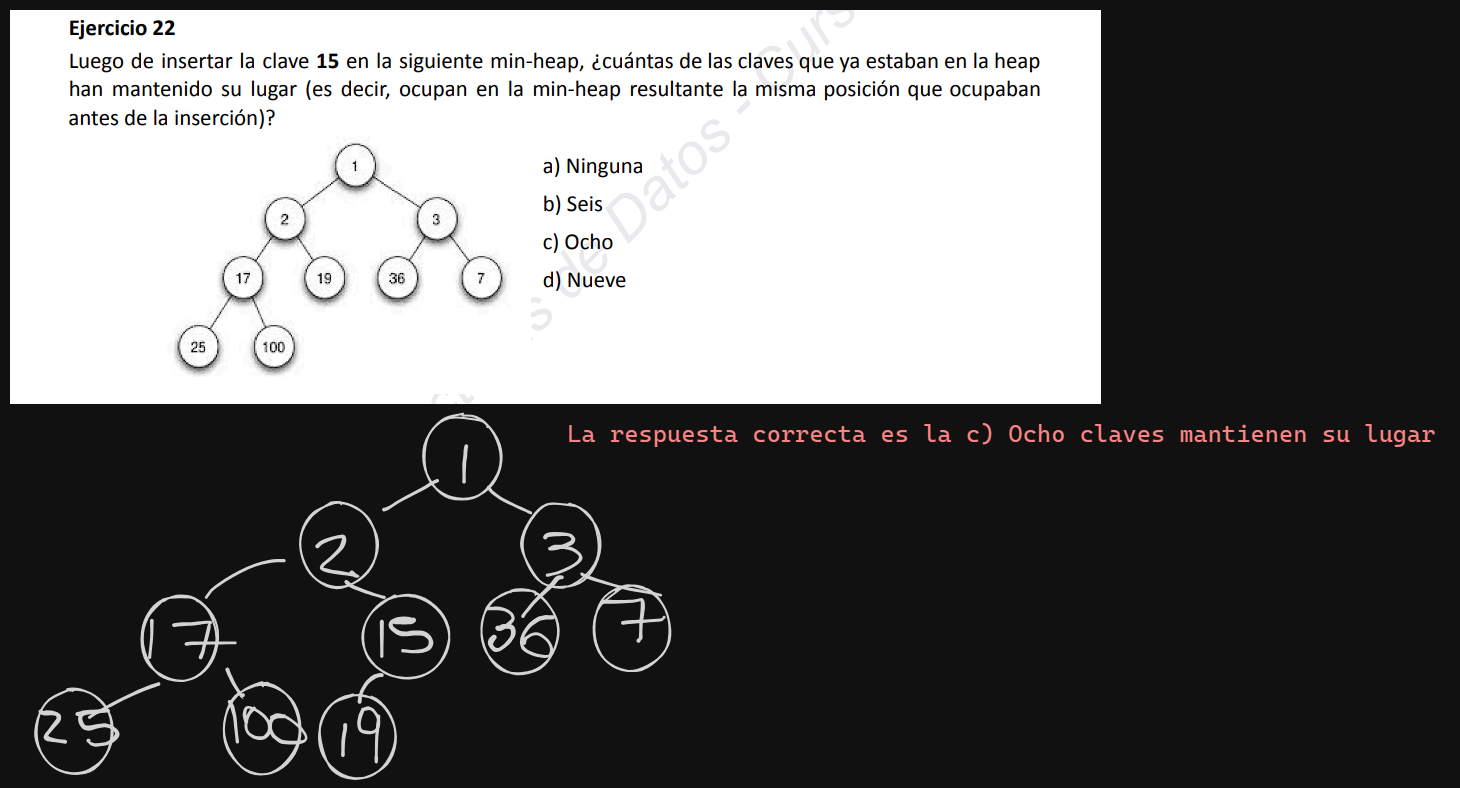 Ejercicio 22
Luego de insertar la clave 15 en la siguiente min-heap, ¿cuántas de las claves que ya estaban en la heap
han mantenido su lugar (es decir, ocupan en la min-heap resultante la misma posición que ocupaban
antes de la inserción)?
1
2 3
17 19 36 7
25 100
a) Ninguna
b) Seis
c) Ocho
d) Nueve
s de Datos - Curs
La respuesta correcta es la c) Ocho claves mantienen su lugar
1
2 3
17 15 36 7
25 100 19